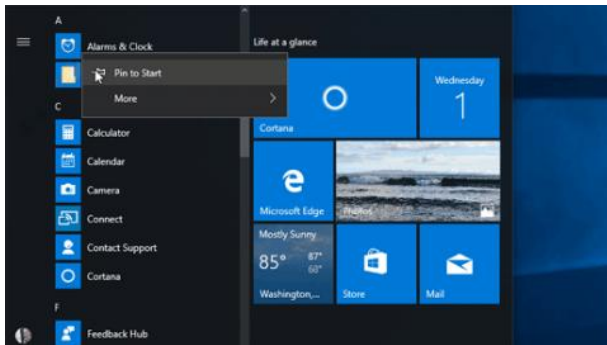 A
Alarms & Clock
Pin to Start
More
C
Calculator
Calendar
Camera
Connect
Contact Support
Cortana
F
Feedback Hub
Life at a glance
Cortana
Wednesday
1
Microsoft Edge
Photos
Mostly Sunny
85° 87°
68°
Washington,...
Store
Mail